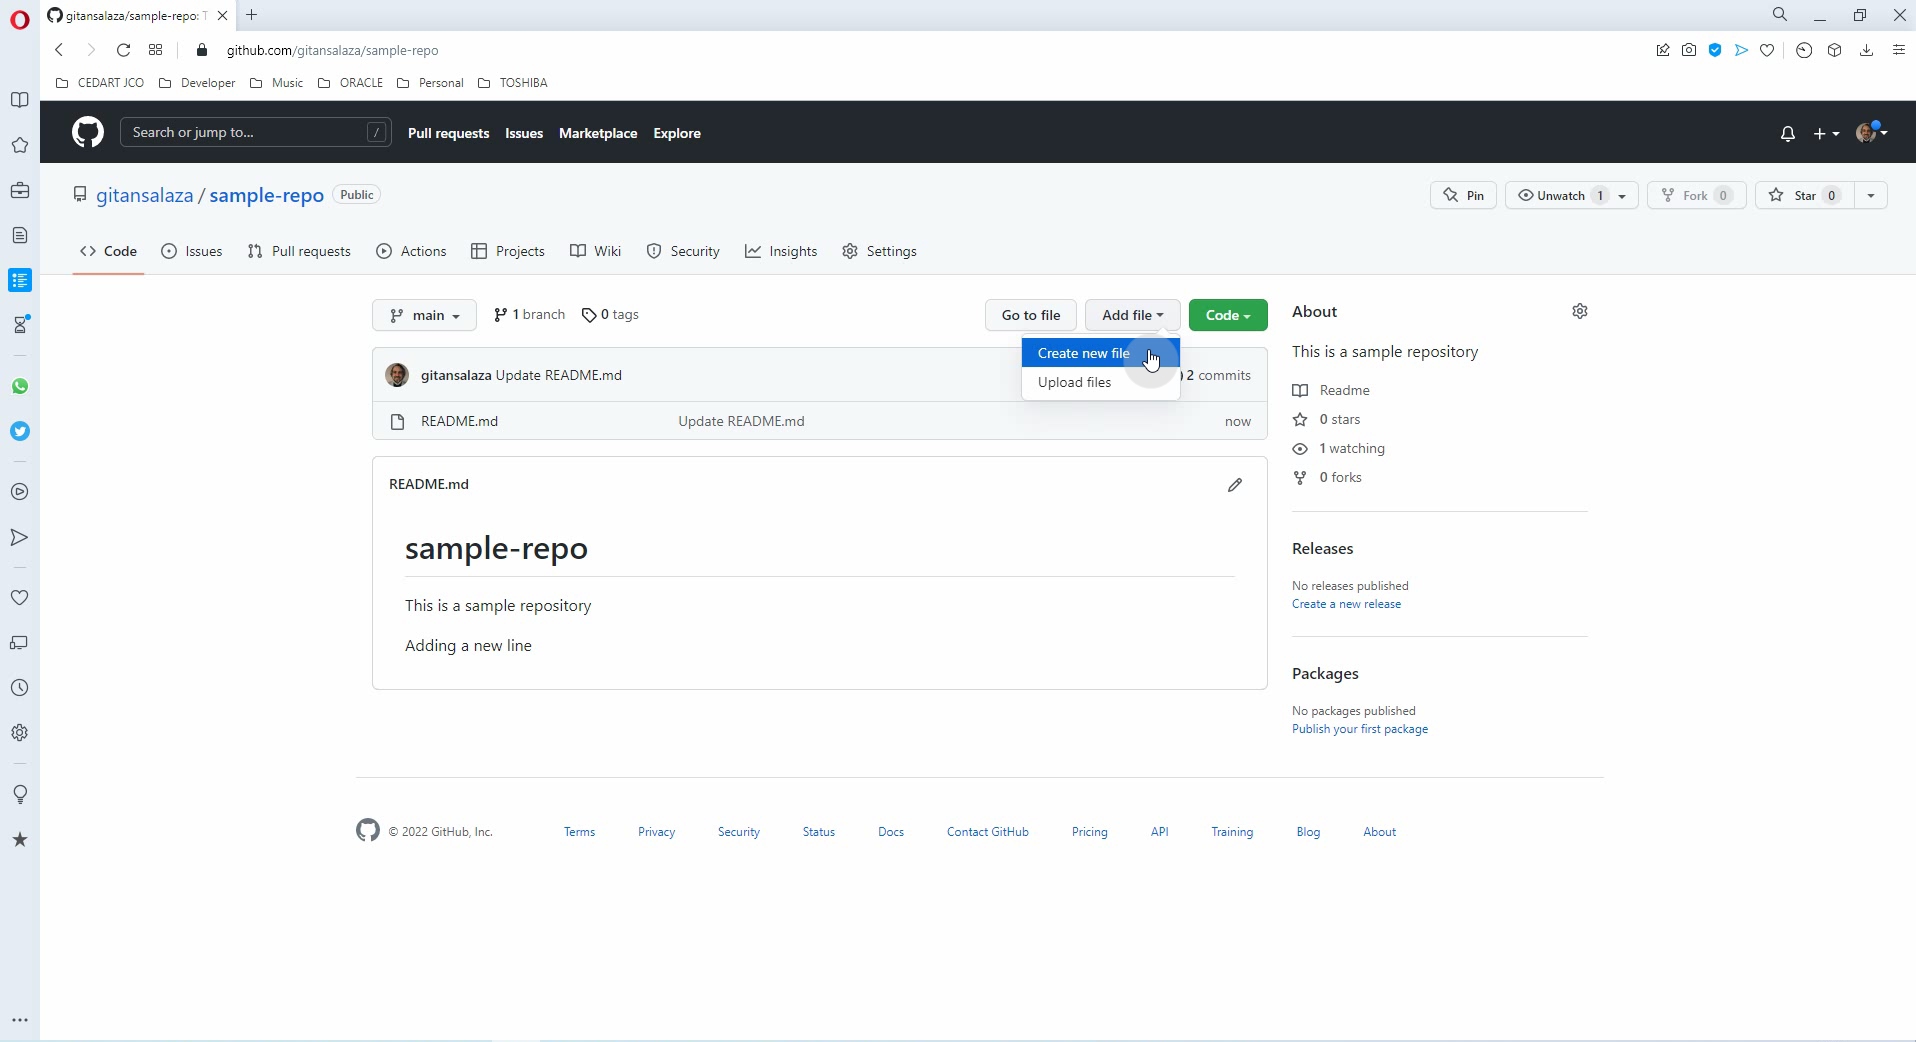 gitansalaza/sample-repo: T
github.com/gitansalaza/sample-repo
CEDART JCO Developer Music ORACLE Personal TOSHIBA
Search or jump to... / Pull requests Issues Marketplace Explore
gitansalaza / sample-repo Public
Pin Unwatch 1 Fork 0 Star 0
Code Issues Pull requests Actions Projects Wiki Security Insights Settings
main 1 branch 0 tags Go to file Add file Code
Create new file
Upload files
gitansalaza Update README.md 2 commits
README.md Update README.md now
README.md
sample-repo
This is a sample repository
Adding a new line
About
This is a sample repository
Readme
0 stars
1 watching
0 forks
Releases
No releases published
Create a new release
Packages
No packages published
Publish your first package
© 2022 GitHub, Inc. Terms Privacy Security Status Docs Contact GitHub Pricing API Training Blog About